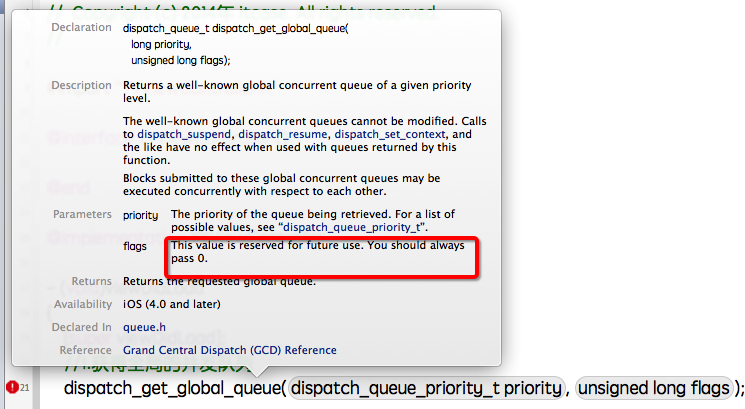 // Copyright (c) 2014年 itcase. All rights reserved.
Declaration dispatch_queue_t dispatch_get_global_queue(
long priority,
unsigned long flags);
Description Returns a well-known global concurrent queue of a given priority
level.
The well-known global concurrent queues cannot be modified. Calls
to dispatch_suspend, dispatch_resume, dispatch_set_context, and
the like have no effect when used with queues returned by this
function.
Blocks submitted to these global concurrent queues may be
executed concurrently with respect to each other.
Parameters priority The priority of the queue being retrieved. For a list of
possible values, see “dispatch_queue_priority_t”.
flags This value is reserved for future use. You should always
pass 0.
Returns Returns the requested global queue.
Availability iOS (4.0 and later)
Declared In queue.h
Reference Grand Central Dispatch (GCD) Reference
21 dispatch_get_global_queue(dispatch_queue_priority_t priority, unsigned long flags);